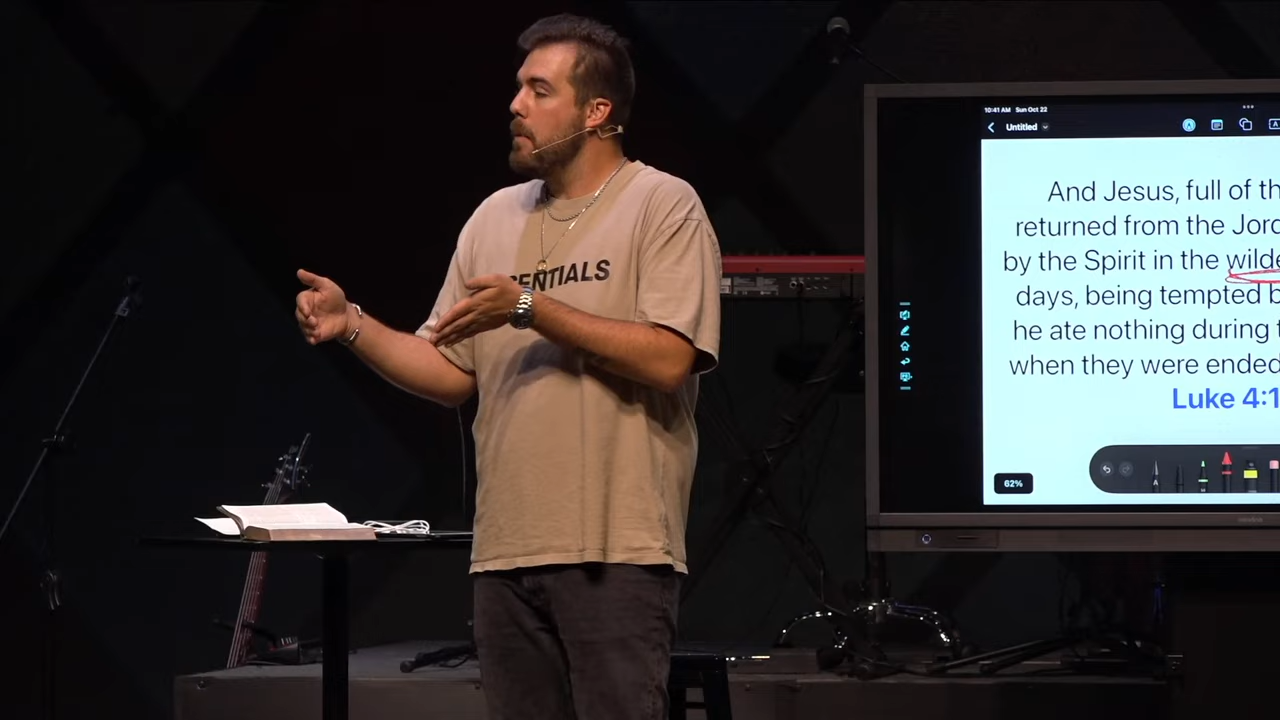 10:41 AM Sun Oct 22
Untitled
And Jesus, full of th
returned from the Jord
by the Spirit in the wilde
days, being tempted b
he ate nothing during t
when they were ended
Luke 4:1
62%
SENTIALS